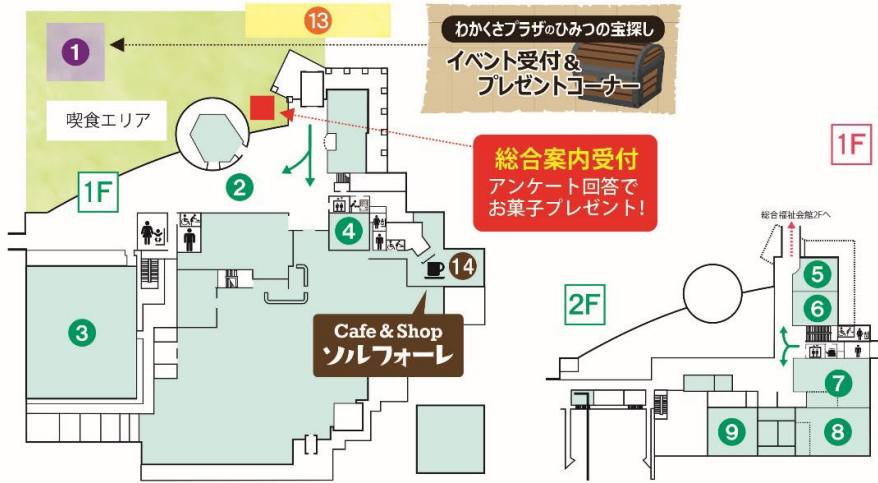 13
わかくさプラザのひみつの宝探し
イベント受付&
プレゼントコーナー
1
喫食エリア
総合案内受付
アンケート回答で
お菓子プレゼント!
1F
1F
2
4
14
3
Cafe & Shop
ソルフォーレ
総合福祉会館2Fへ
5
6
2F
7
8
9